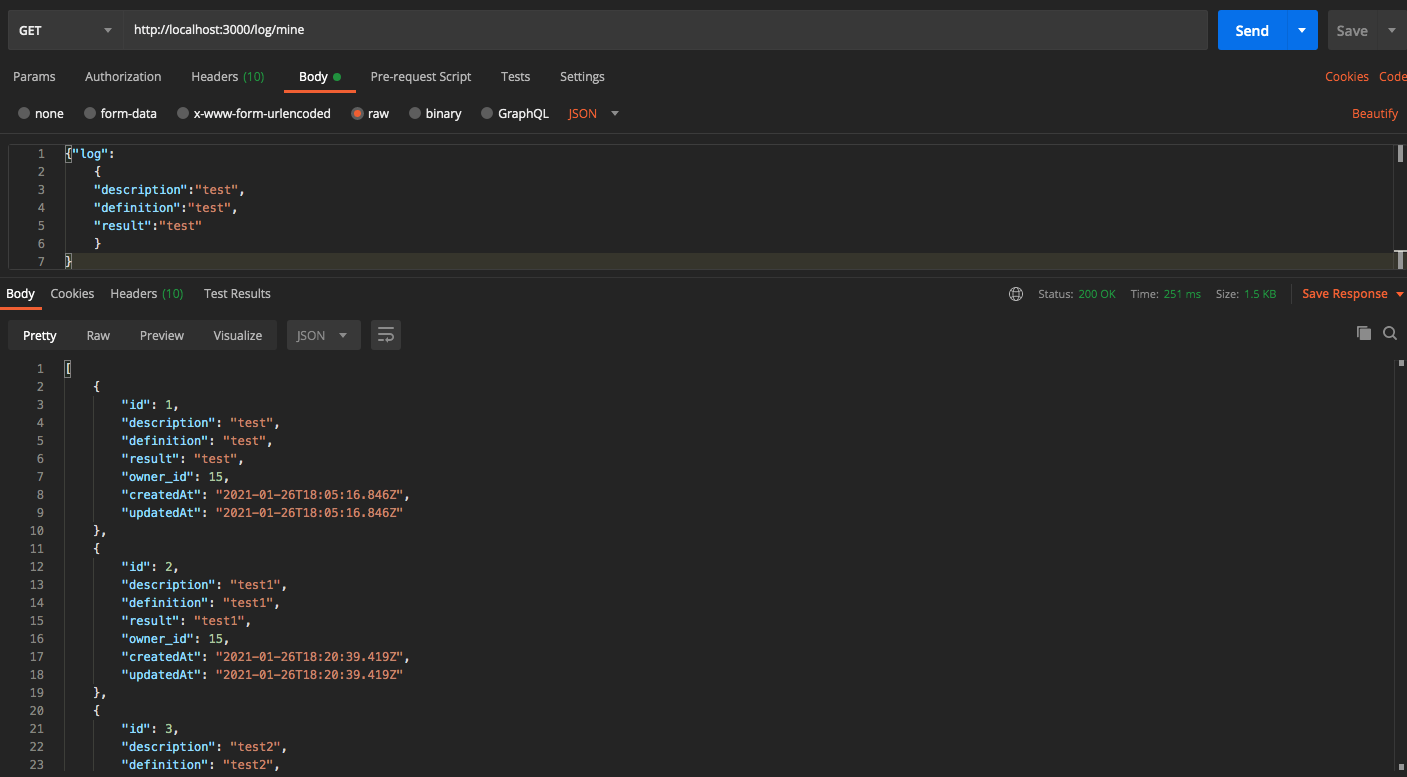 GET http://localhost:3000/log/mine Send Save
Params Authorization Headers (10) Body Pre-request Script Tests Settings Cookies Code
none form-data x-www-form-urlencoded raw binary GraphQL JSON Beautify
1 {"log":
2 {
3 "description":"test",
4 "definition":"test",
5 "result":"test"
6 }
7 }
Body Cookies Headers (10) Test Results Status: 200 OK Time: 251 ms Size: 1.5 KB Save Response
Pretty Raw Preview Visualize JSON
1 [
2 {
3 "id": 1,
4 "description": "test",
5 "definition": "test",
6 "result": "test",
7 "owner_id": 15,
8 "createdAt": "2021-01-26T18:05:16.846Z",
9 "updatedAt": "2021-01-26T18:05:16.846Z"
10 },
11 {
12 "id": 2,
13 "description": "test1",
14 "definition": "test1",
15 "result": "test1",
16 "owner_id": 15,
17 "createdAt": "2021-01-26T18:20:39.419Z",
18 "updatedAt": "2021-01-26T18:20:39.419Z"
19 },
20 {
21 "id": 3,
22 "description": "test2",
23 "definition": "test2",